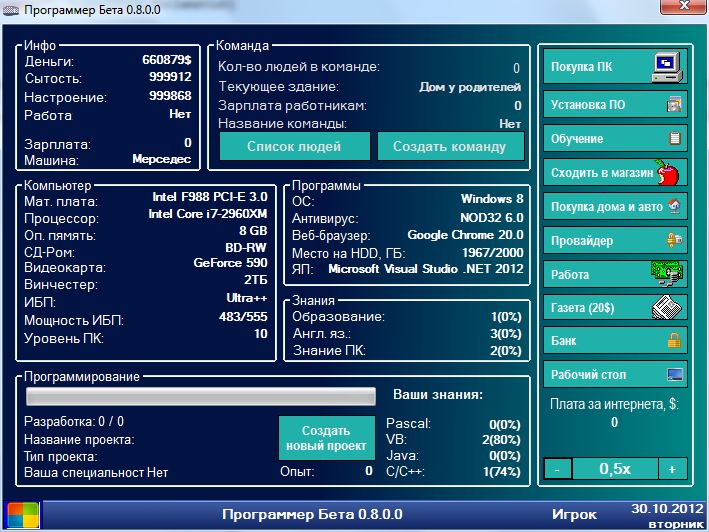 Программер Бета 0.8.0.0
Инфо
Деньги: 660879$
Сытость: 999912
Настроение: 999868
Работа Нет
Зарплата: 0
Машина: Мерседес
Команда
Кол-во людей в команде: 0
Текующее здание: Дом у родителей
Зарплата работникам: 0
Название команды: Нет
Список людей
Создать команду
Компьютер
Мат. плата: Intel F988 PCI-E 3.0
Процессор: Intel Core i7-2960XM
Оп. пямять: 8 GB
СД-Ром: BD-RW
Видеокарта: GeForce 590
Винчестер: 2ТБ
ИБП: Ultra++
Мощность ИБП: 483/555
Уровень ПК: 10
Программы
ОС: Windows 8
Антивирус: NOD32 6.0
Веб-браузер: Google Chrome 20.0
Место на HDD, ГБ: 1967/2000
ЯП: Microsoft Visual Studio .NET 2012
Знания
Образование: 1(0%)
Англ. яз.: 3(0%)
Знание ПК: 2(0%)
Программирование
Разработка: 0 / 0
Название проекта:
Тип проекта:
Ваша специальност Нет
Создать
новый проект
Опыт: 0
Ваши знания:
Pascal: 0(0%)
VB: 2(80%)
Java: 0(0%)
C/C++: 1(74%)
Покупка ПК
Установка ПО
Обучение
Сходить в магазин
Покупка дома и авто
Провайдер
Работа
Газета (20$)
Банк
Рабочий стол
Плата за интернета, $:
0
- 0,5x +
Программер Бета 0.8.0.0
Игрок
30.10.2012
вторник